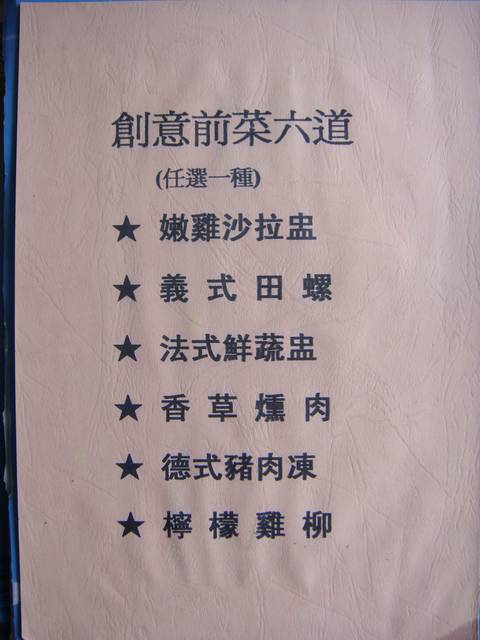 創意前菜六道
(任選一種)
★ 嫩雞沙拉盅
★ 義式田螺
★ 法式鮮蔬盅
★ 香草燻肉
★ 德式豬肉凍
★ 檸檬雞柳